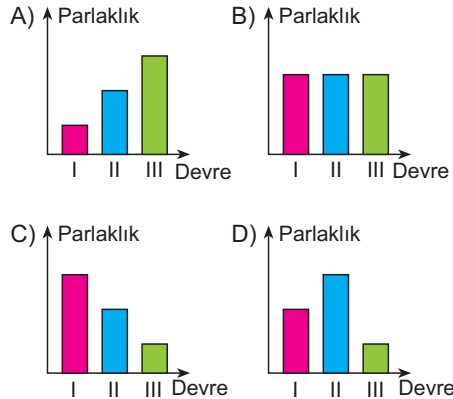 A) Parlaklık
I II III Devre
B) Parlaklık
I II III Devre
C) Parlaklık
I II III Devre
D) Parlaklık
I II III Devre